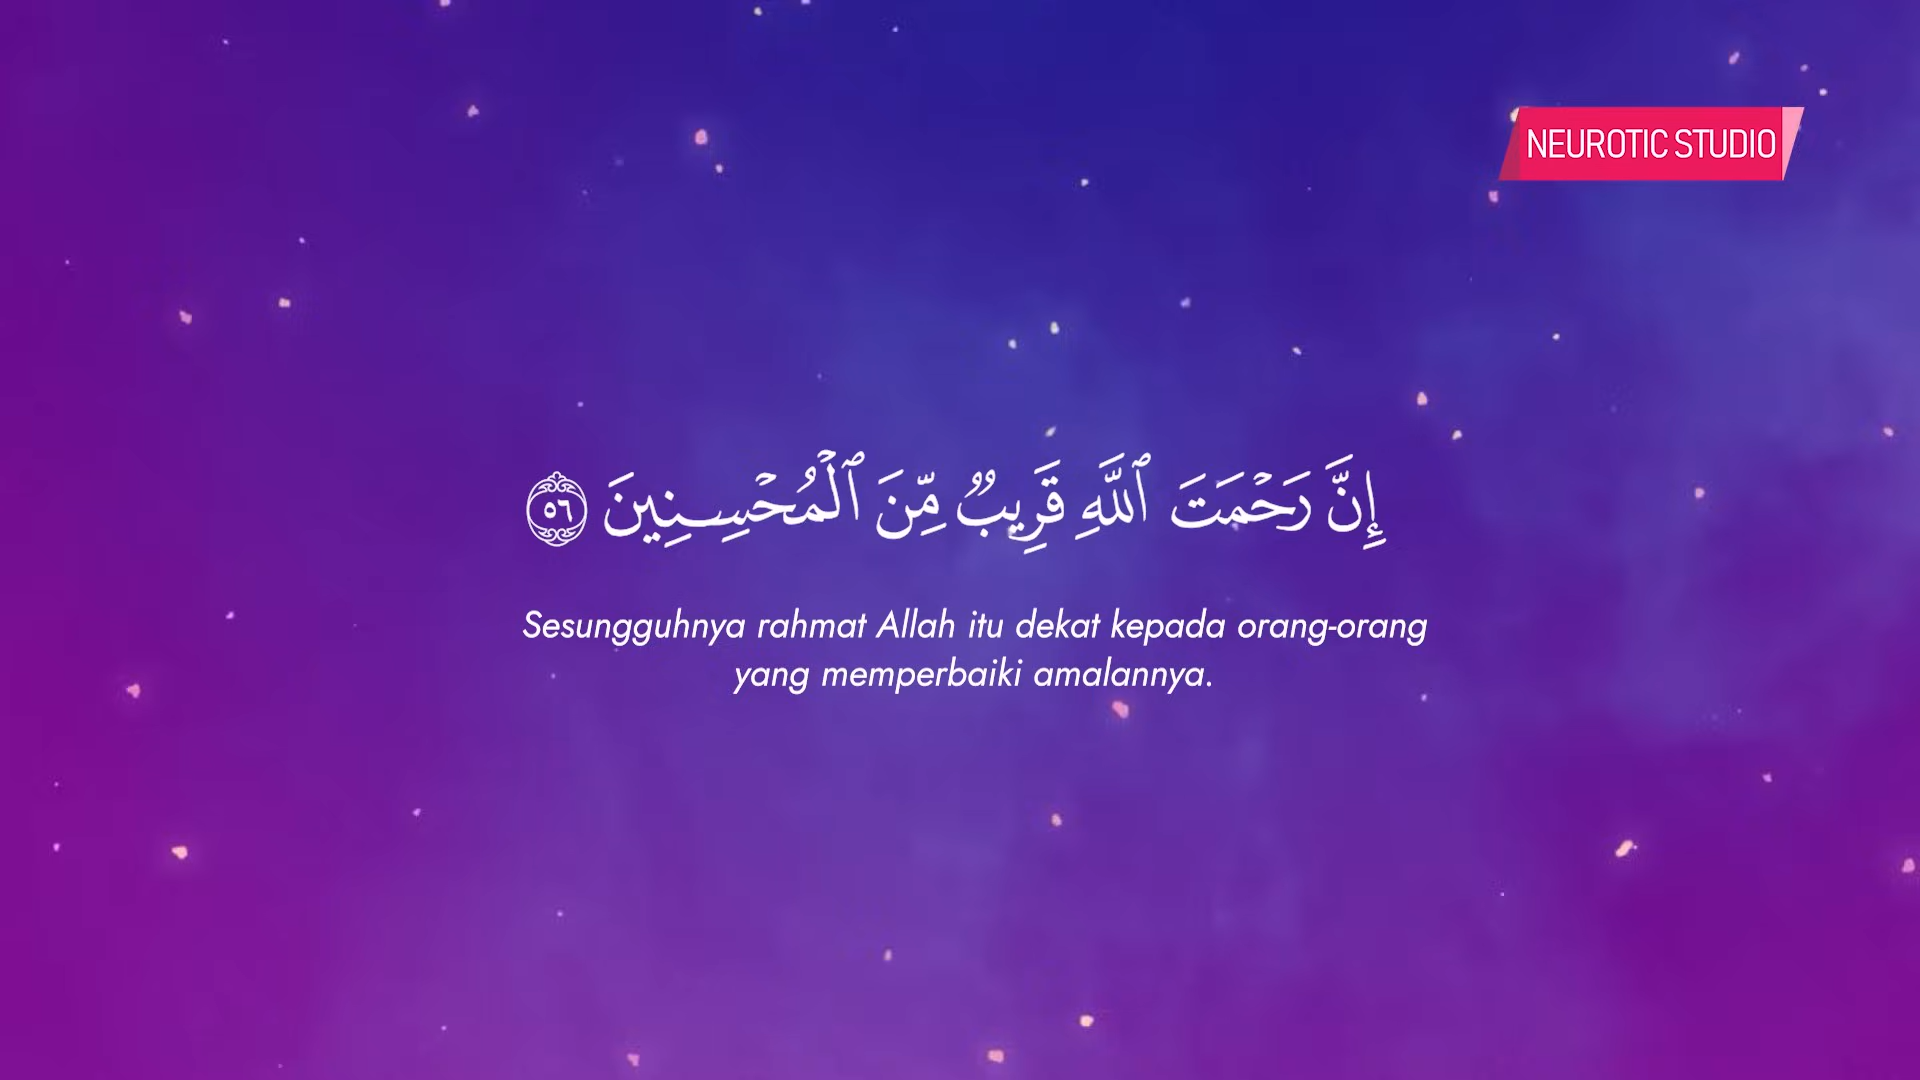 NEUROTIC STUDIO
إِنَّ رَحْمَتَ ٱللَّهِ قَرِيبٌ مِّنَ ٱلْمُحْسِنِينَ ٥٦
Sesungguhnya rahmat Allah itu dekat kepada orang-orang
yang memperbaiki amalannya.